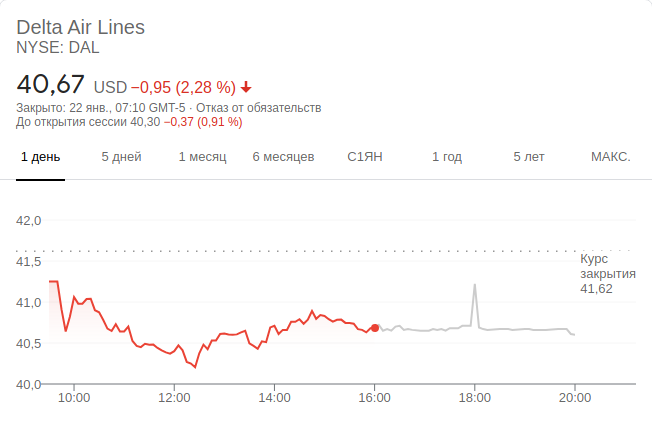 Delta Air Lines
NYSE: DAL
40,67 USD −0,95 (2,28 %)
Закрыто: 22 янв., 07:10 GMT-5 · Отказ от обязательств
До открытия сессии 40,30 −0,37 (0,91 %)
1 день 5 дней 1 месяц 6 месяцев С1ЯН 1 год 5 лет МАКС.
42,0
41,5
41,0
40,5
40,0
Курс
закрытия
41,62
10:00 12:00 14:00 16:00 18:00 20:00